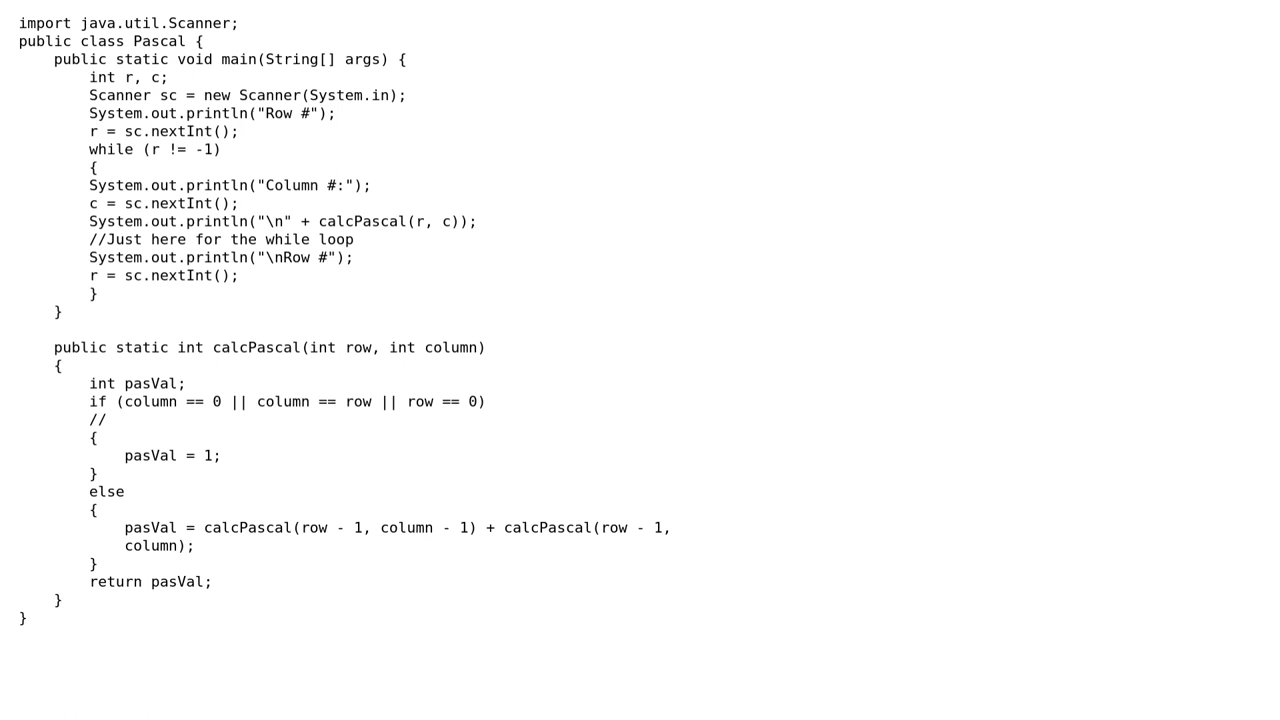 import java.util.Scanner;
public class Pascal {
    public static void main(String[] args) {
        int r, c;
        Scanner sc = new Scanner(System.in);
        System.out.println("Row #");
        r = sc.nextInt();
        while (r != -1)
        {
        System.out.println("Column #:");
        c = sc.nextInt();
        System.out.println("\n" + calcPascal(r, c));
        //Just here for the while loop
        System.out.println("\nRow #");
        r = sc.nextInt();
        }
    }

    public static int calcPascal(int row, int column)
    {
        int pasVal;
        if (column == 0 || column == row || row == 0)
        //
        {
            pasVal = 1;
        }
        else
        {
            pasVal = calcPascal(row - 1, column - 1) + calcPascal(row - 1,
            column);
        }
        return pasVal;
    }
}